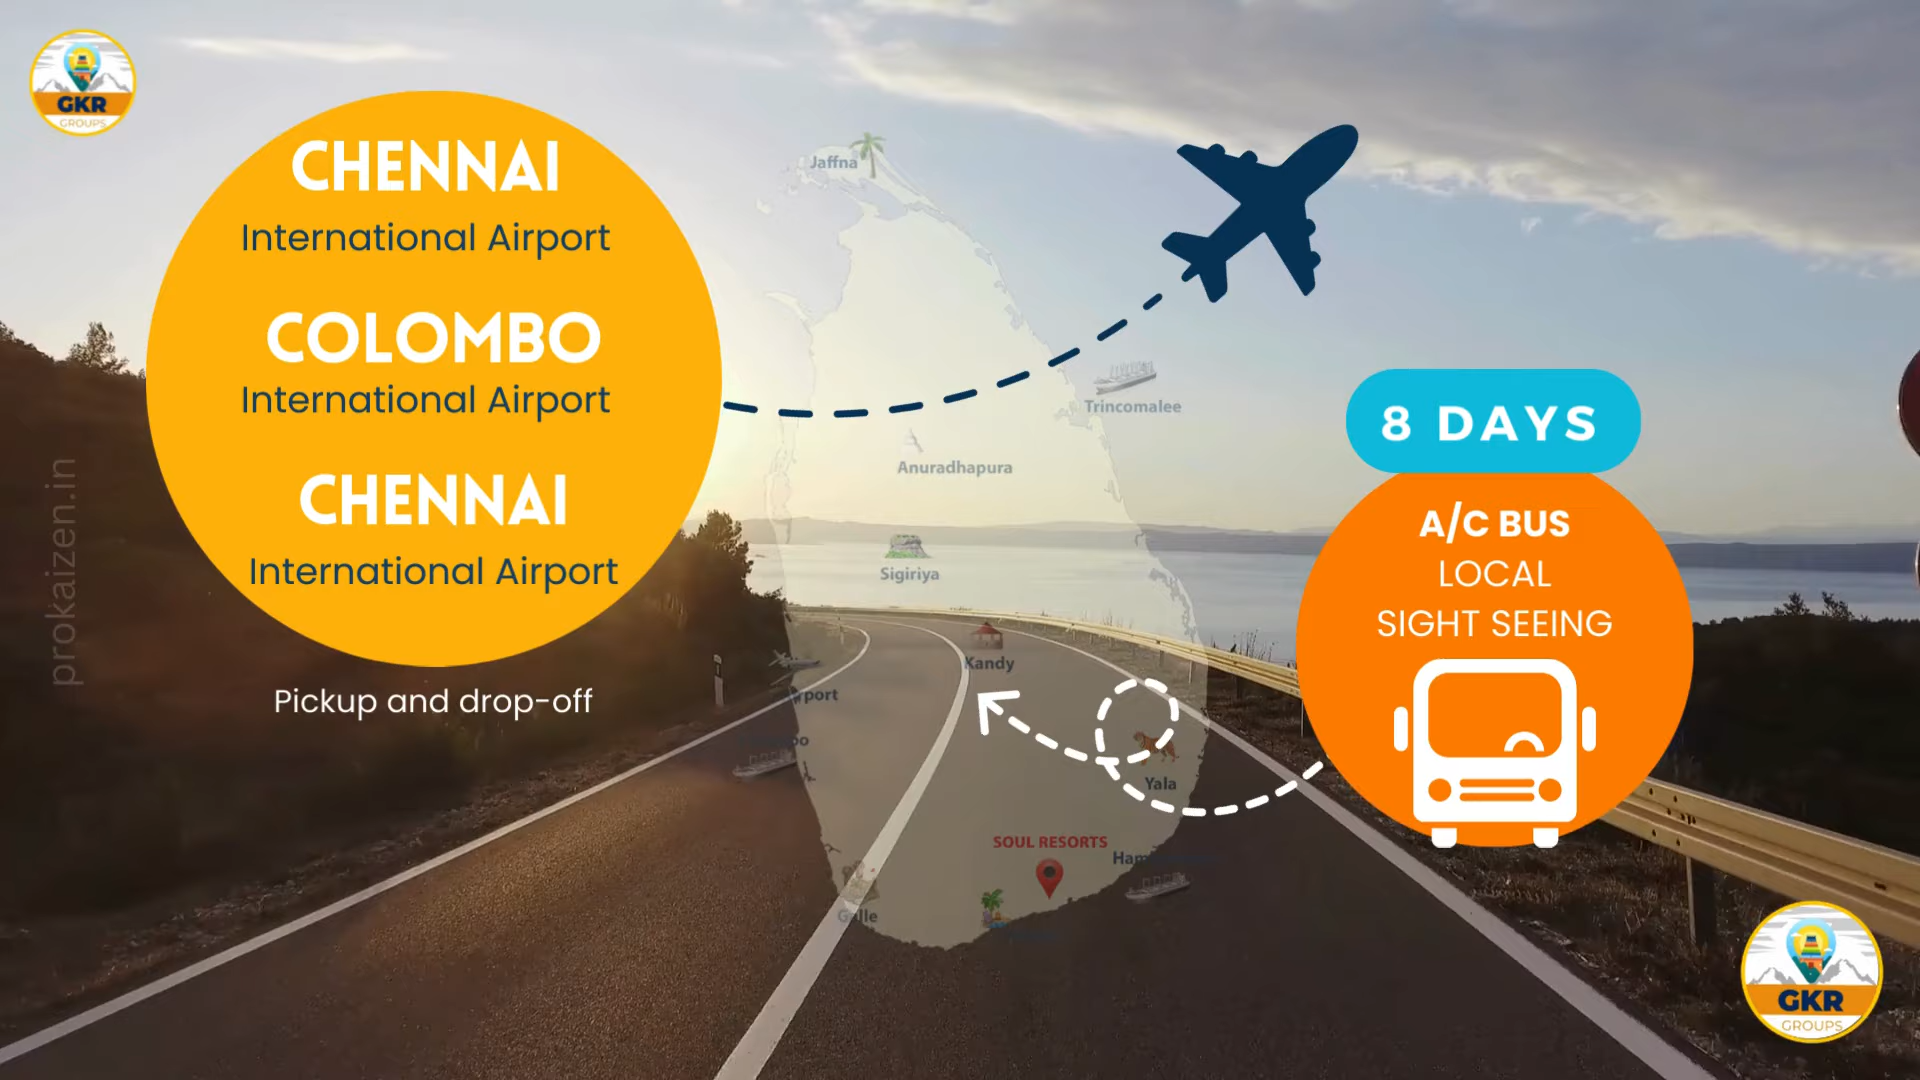 GKR
GROUPS
CHENNAI
International Airport
COLOMBO
International Airport
CHENNAI
International Airport
Pickup and drop-off
prokaizen.in
Jaffna
Trincomalee
Anuradhapura
Sigiriya
Kandy
Yala
SOUL RESORTS
Galle
8 DAYS
A/C BUS
LOCAL
SIGHT SEEING
GKR
GROUPS